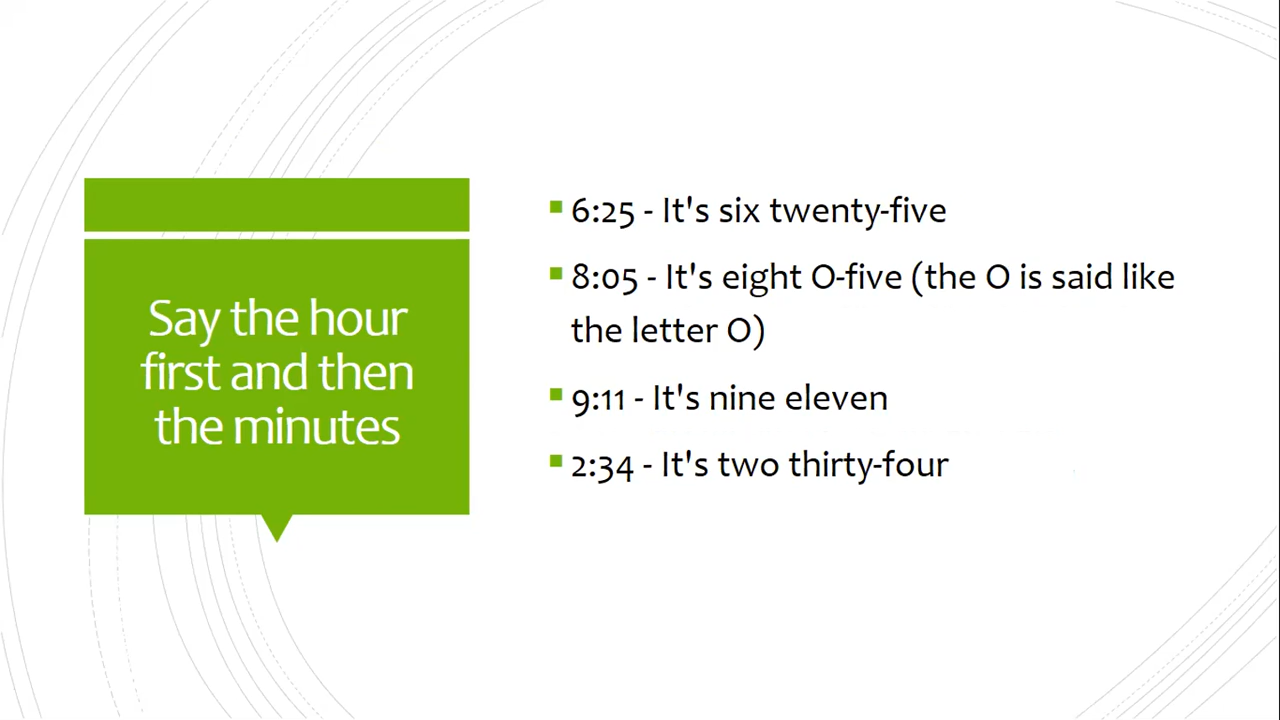 Say the hour
first and then
the minutes
6:25 - It's six twenty-five
8:05 - It's eight O-five (the O is said like
the letter O)
9:11 - It's nine eleven
2:34 - It's two thirty-four